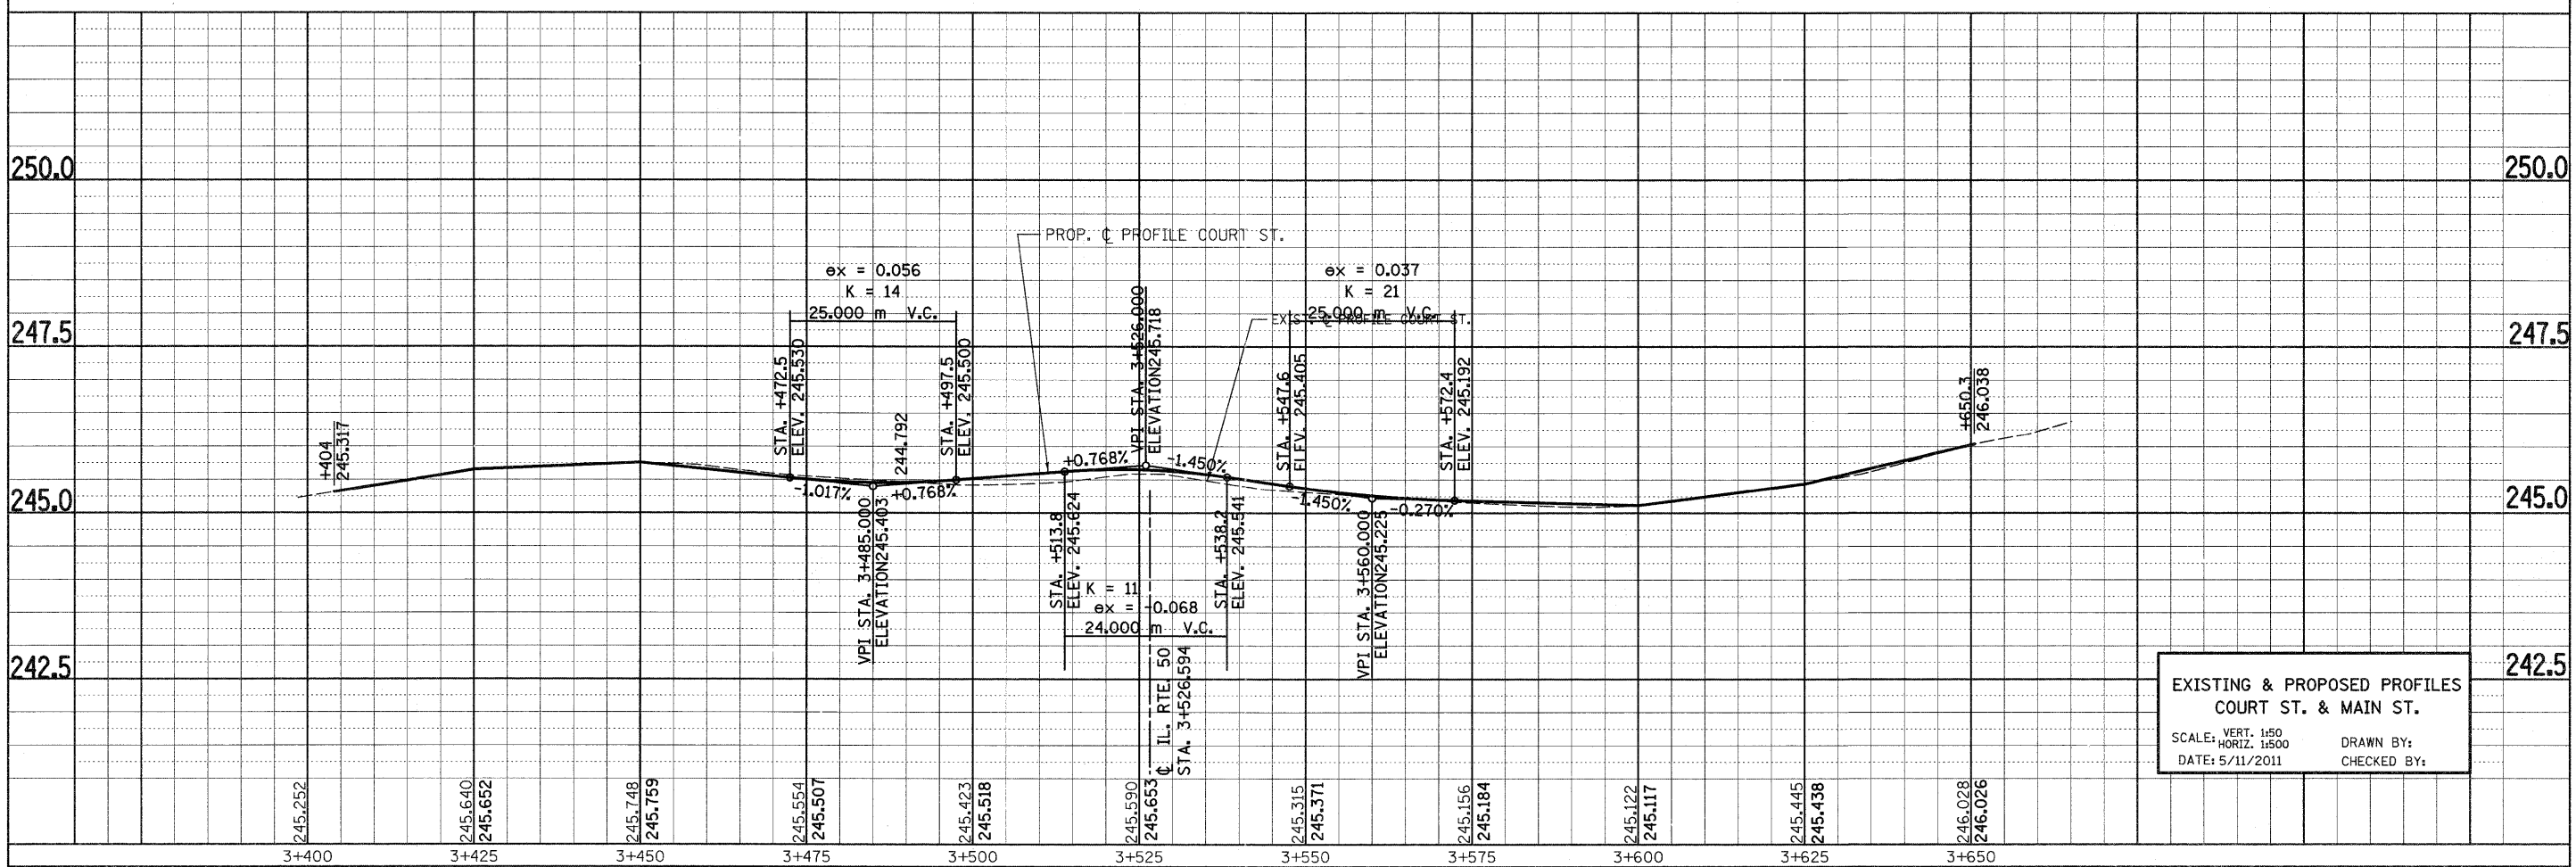 250.0
250.0
PROP. ℄ PROFILE COURT ST.
ex = 0.056
K = 14
25.000 m V.C.
ex = 0.037
K = 21
25.000 m V.C.
EXIST. ℄ PROFILE COURT ST.
247.5
247.5
+404
245.317
STA. +472.5
ELEV. 245.530
244.792
STA. +497.5
ELEV. 245.500
VPI STA. 3+526.000
ELEVATION245.718
STA. +547.6
ELEV. 245.405
STA. +572.4
ELEV. 245.192
+650.3
246.038
-1.017%
+0.768%
+0.768%
-1.450%
-1.450%
-0.270%
245.0
245.0
VPI STA. 3+485.000
ELEVATION245.403
STA. +513.8
ELEV. 245.624
K = 11
ex = -0.068
24.000 m V.C.
STA. +538.2
ELEV. 245.541
VPI STA. 3+560.000
ELEVATION245.225
℄ IL. RTE. 50
STA. 3+526.594
242.5
242.5
EXISTING & PROPOSED PROFILES
COURT ST. & MAIN ST.
SCALE: VERT. 1:50
HORIZ. 1:500
DRAWN BY:
DATE: 5/11/2011
CHECKED BY:
245.252
245.640
245.652
245.748
245.759
245.554
245.507
245.423
245.518
245.590
245.653
245.315
245.371
245.156
245.184
245.122
245.117
245.445
245.438
246.028
246.026
3+400
3+425
3+450
3+475
3+500
3+525
3+550
3+575
3+600
3+625
3+650